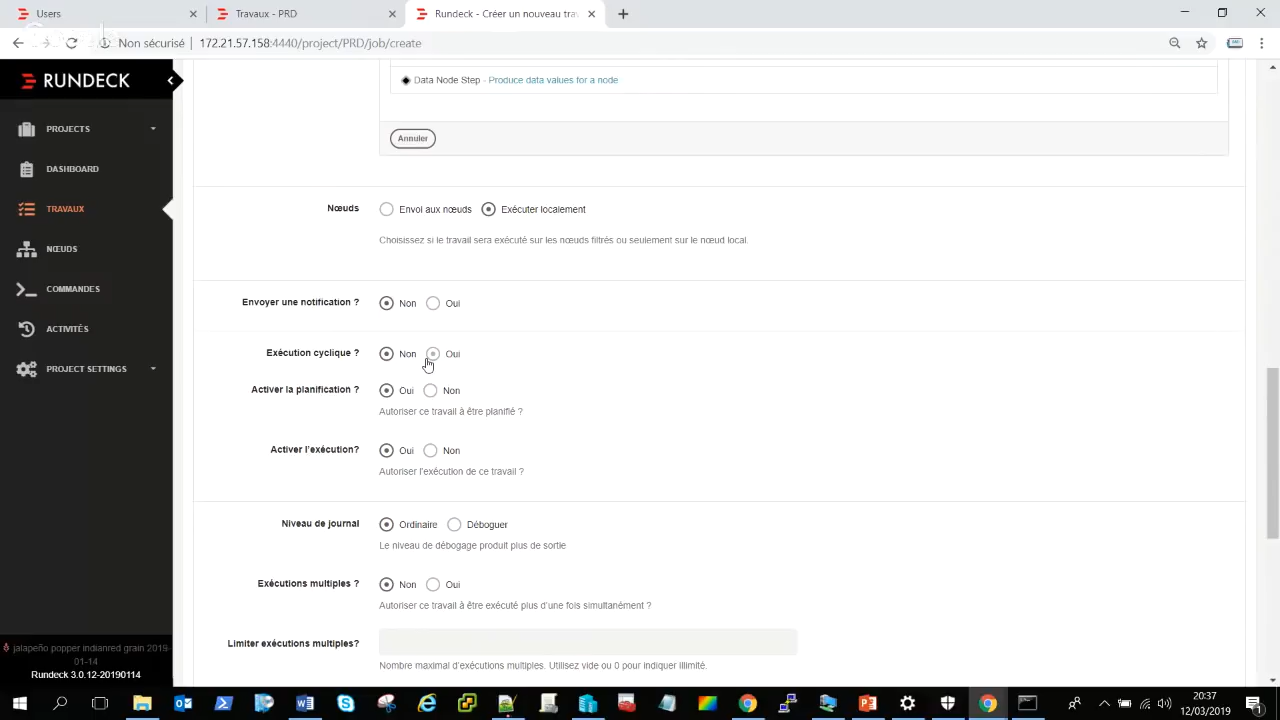 Users
Travaux - PRD
Rundeck - Créer un nouveau tra
Non sécurisé
172.21.57.158:4440/project/PRD/job/create
RUNDECK
PROJECTS
DASHBOARD
TRAVAUX
NŒUDS
COMMANDES
ACTIVITÉS
PROJECT SETTINGS
jalapeño popper indianred grain 2019-
01-14
Rundeck 3.0.12-20190114
Data Node Step - Produce data values for a node
Annuler
Nœuds
Envoi aux nœuds
Exécuter localement
Choisissez si le travail sera exécuté sur les nœuds filtrés ou seulement sur le nœud local.
Envoyer une notification ?
Non
Oui
Exécution cyclique ?
Non
Oui
Activer la planification ?
Oui
Non
Autoriser ce travail à être planifié ?
Activer l'exécution?
Oui
Non
Autoriser l'exécution de ce travail ?
Niveau de journal
Ordinaire
Déboguer
Le niveau de débogage produit plus de sortie
Exécutions multiples ?
Non
Oui
Autoriser ce travail à être exécuté plus d'une fois simultanément ?
Limiter exécutions multiples?
Nombre maximal d'exécutions multiples. Utilisez vide ou 0 pour indiquer illimité.
20:37
12/03/2019